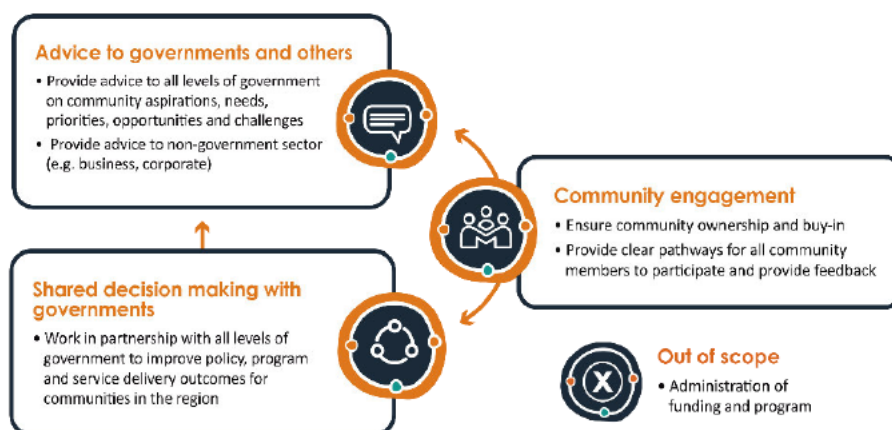 Advice to governments and others
• Provide advice to all levels of government
on community aspirations, needs,
priorities, opportunities and challenges
• Provide advice to non-government sector
(e.g. business, corporate)
Community engagement
• Ensure community ownership and buy-in
• Provide clear pathways for all community
members to participate and provide feedback
Shared decision making with
governments
• Work in partnership with all levels of
government to improve policy, program
and service delivery outcomes for
communities in the region
X
Out of scope
• Administration of
funding and program